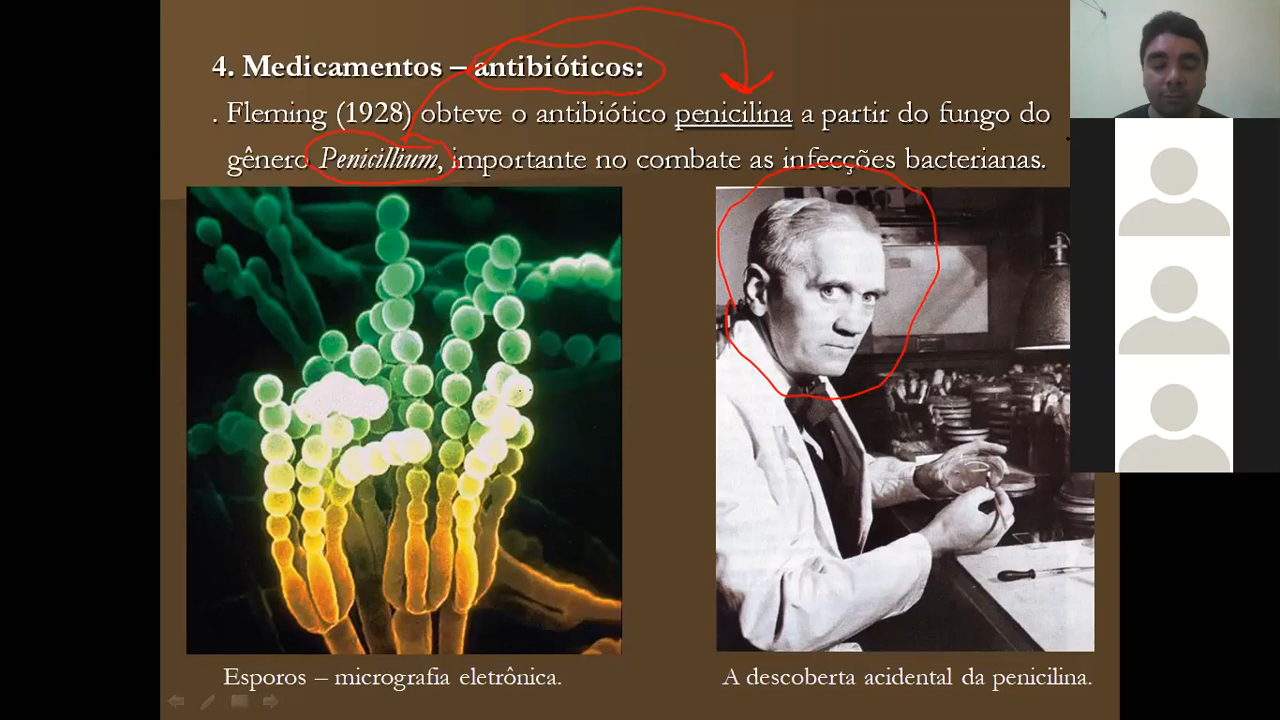 4. Medicamentos – antibióticos:
. Fleming (1928) obteve o antibiótico penicilina a partir do fungo do
gênero Penicillium, importante no combate as infecções bacterianas.
Esporos – micrografia eletrônica.
A descoberta acidental da penicilina.